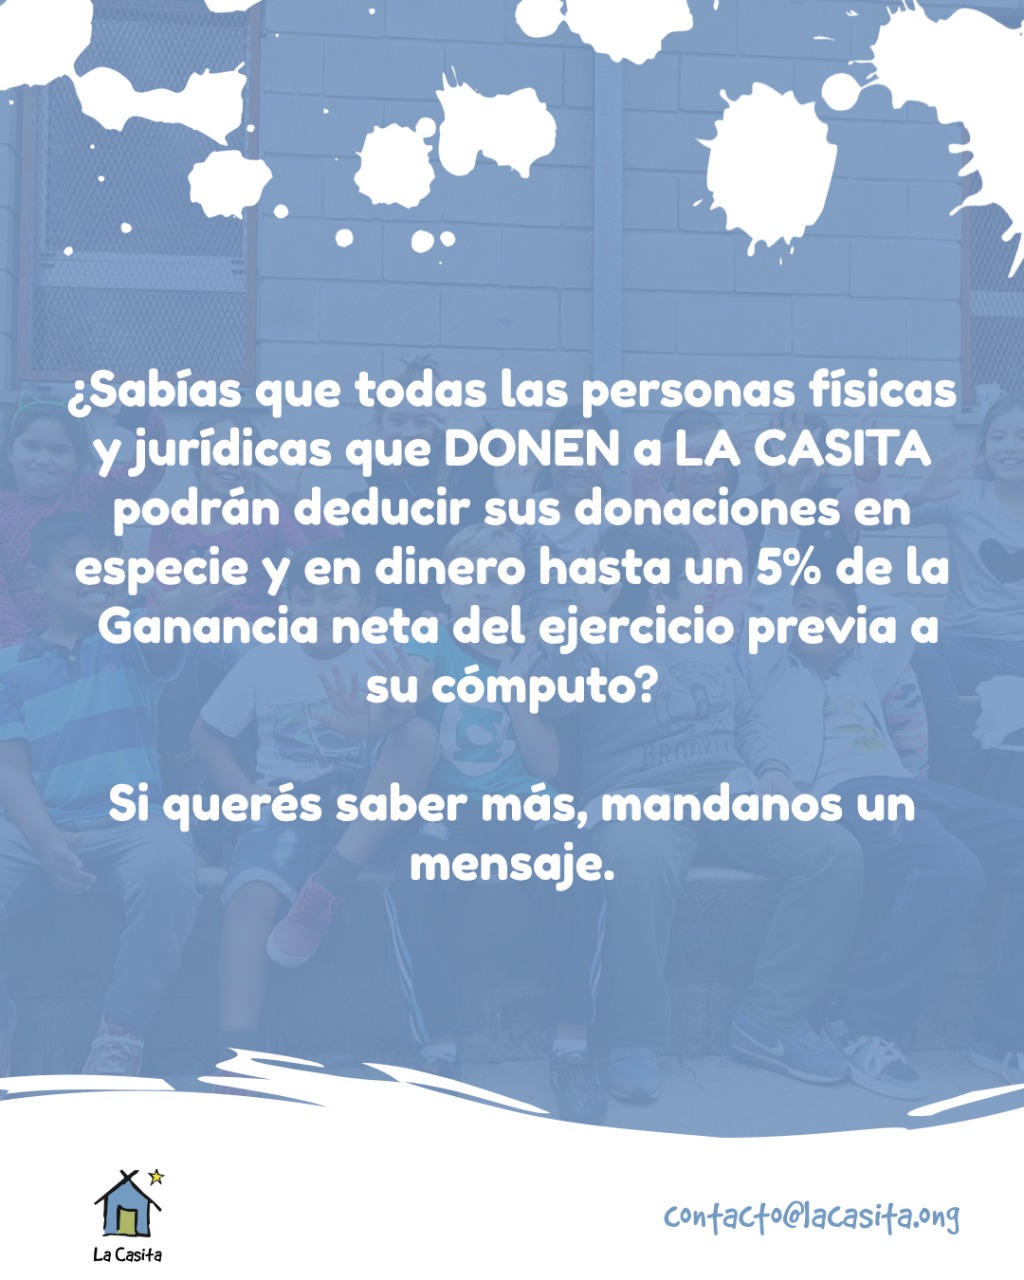 ¿Sabías que todas las personas físicas
y jurídicas que DONEN a LA CASITA
podrán deducir sus donaciones en
especie y en dinero hasta un 5% de la
Ganancia neta del ejercicio previa a
su cómputo?
Si querés saber más, mandanos un
mensaje.
La Casita
contacto@lacasita.ong